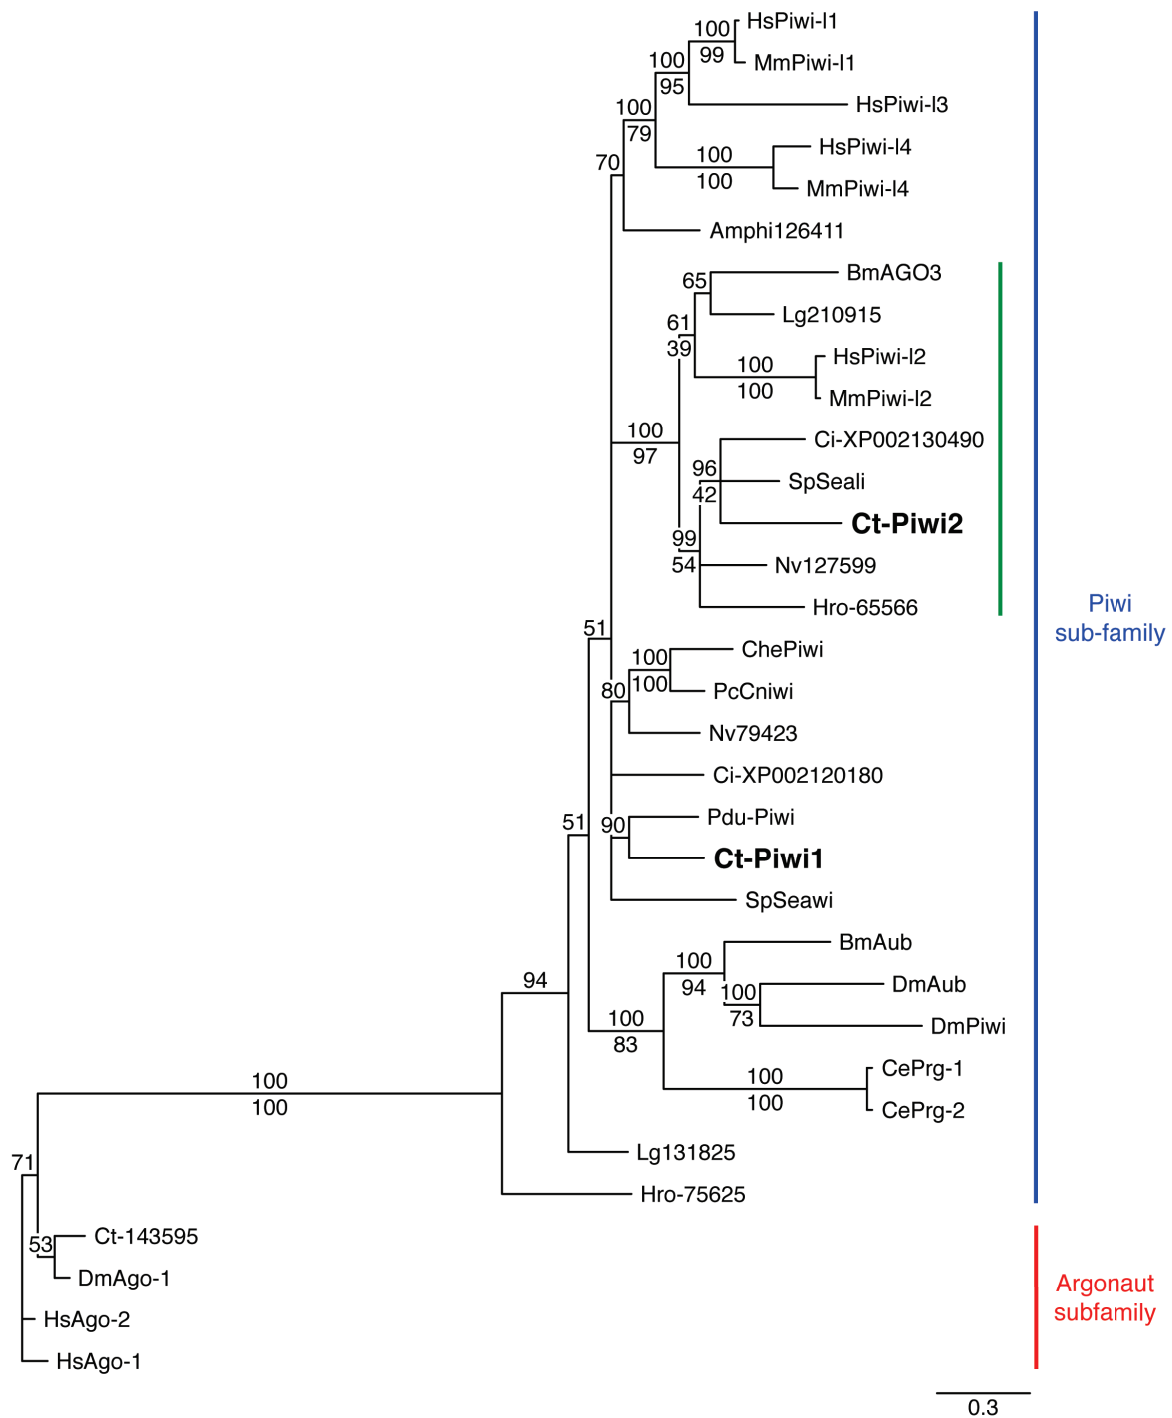 100 HsPiwi-l1
99 MmPiwi-l1
100
95
HsPiwi-l3
100
79
100 HsPiwi-l4
100 MmPiwi-l4
70
Amphi126411
BmAGO3
65
Lg210915
61
39
HsPiwi-l2
100
100
MmPiwi-l2
100
97
Ci-XP002130490
96
42
SpSeali
Ct-Piwi2
99
54
Nv127599
Hro-65566
Piwi
sub-family
51
ChePiwi
100
100
PcCniwi
80
Nv79423
Ci-XP002120180
Pdu-Piwi
51
90
Ct-Piwi1
SpSeawi
BmAub
100
94
DmAub
100
73
DmPiwi
94
100
83
CePrg-1
100
100
CePrg-2
100
100
Lg131825
71
Hro-75625
Ct-143595
53
DmAgo-1
Argonaut
subfamily
HsAgo-2
HsAgo-1
0.3